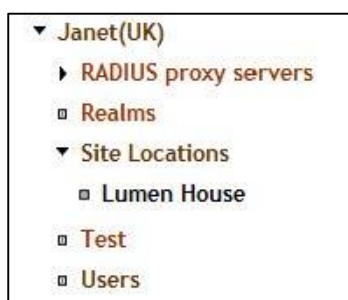 Janet(UK)
RADIUS proxy servers
Realms
Site Locations
Lumen House
Test
Users